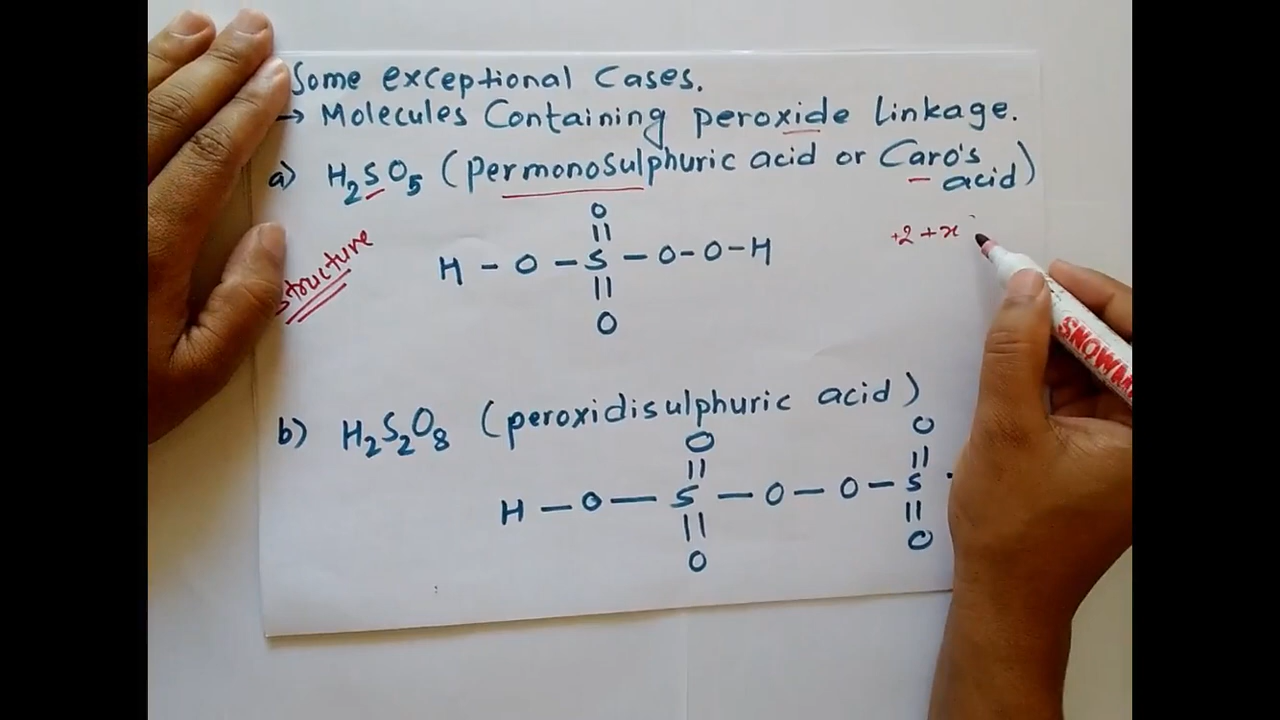 Some exceptional Cases.
→ Molecules Containing peroxide linkage.
a) H₂SO₅ (permonosulphuric acid or Caro's acid)
Structure
+2 +x
O
||
H - O - S - O - O - H
||
O
b) H₂S₂O₈ (peroxidisulphuric acid)
O O
|| ||
H - O - S - O - O - S
|| ||
O O